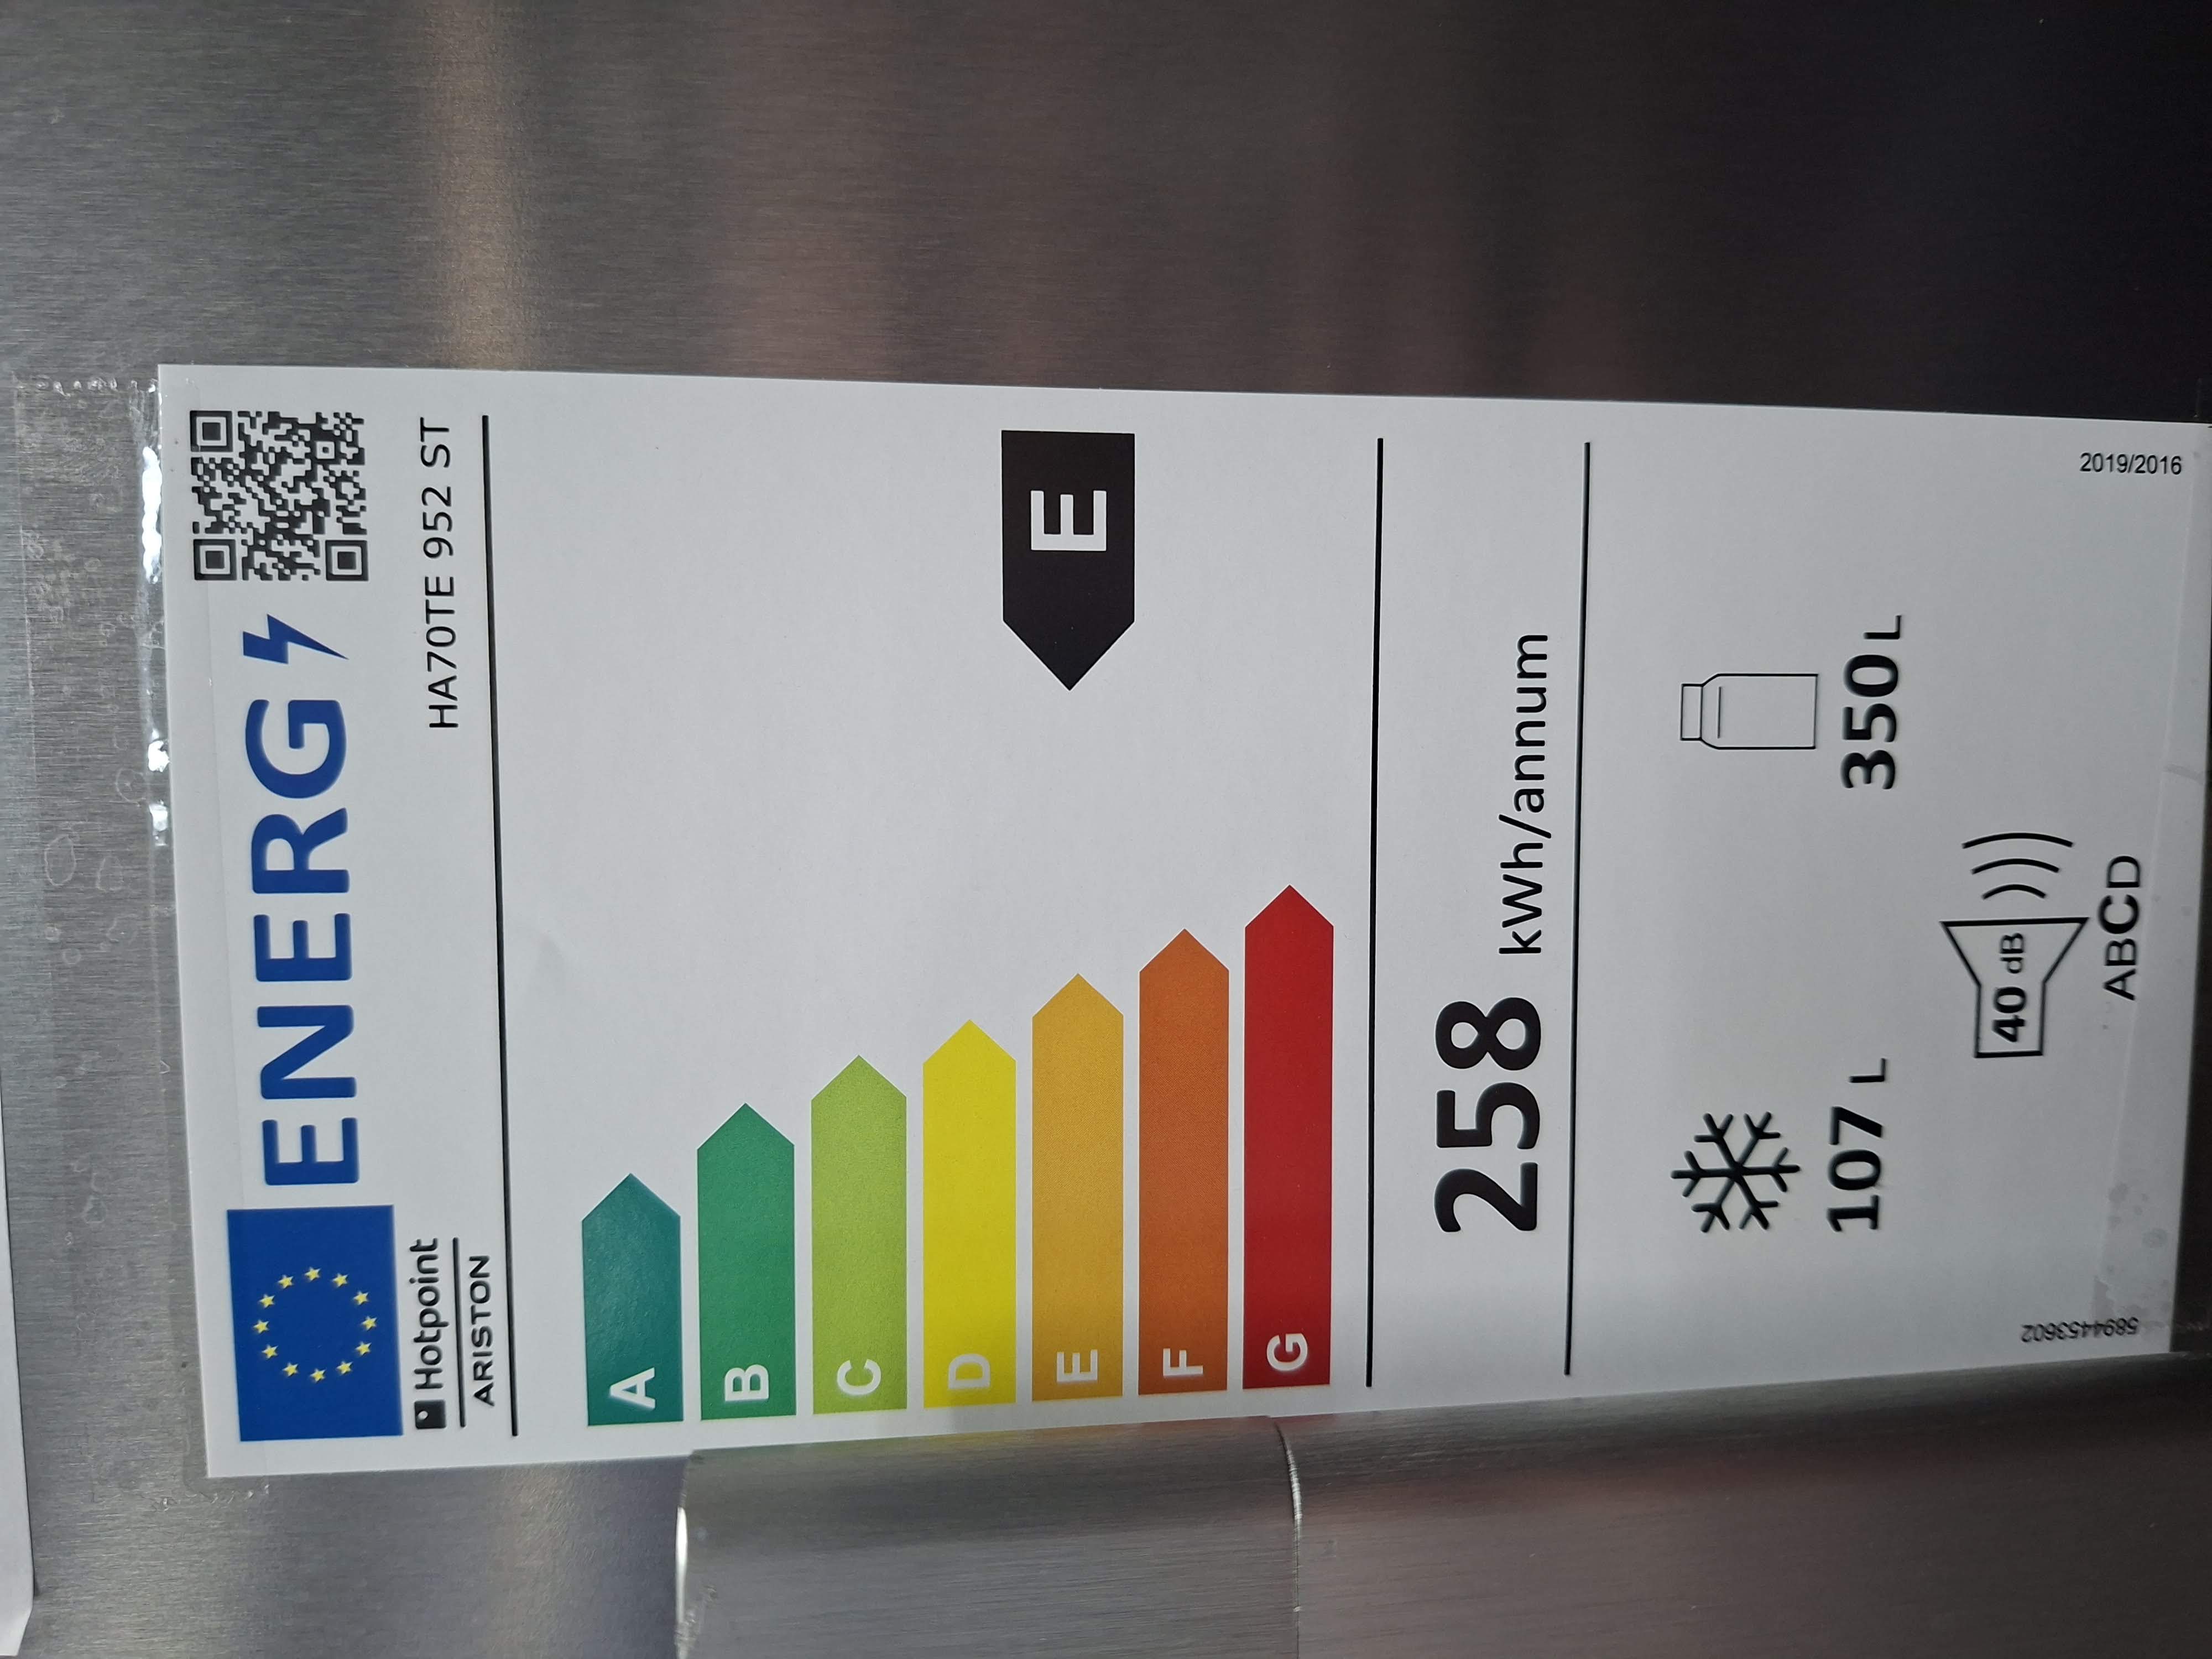 ENERG
Hotpoint
ARISTON
HA70TE 952 ST
A
B
C
D
E
F
G
E
258 kWh/annum
107 L
350 L
40 dB
ABCD
5894453602
2019/2016